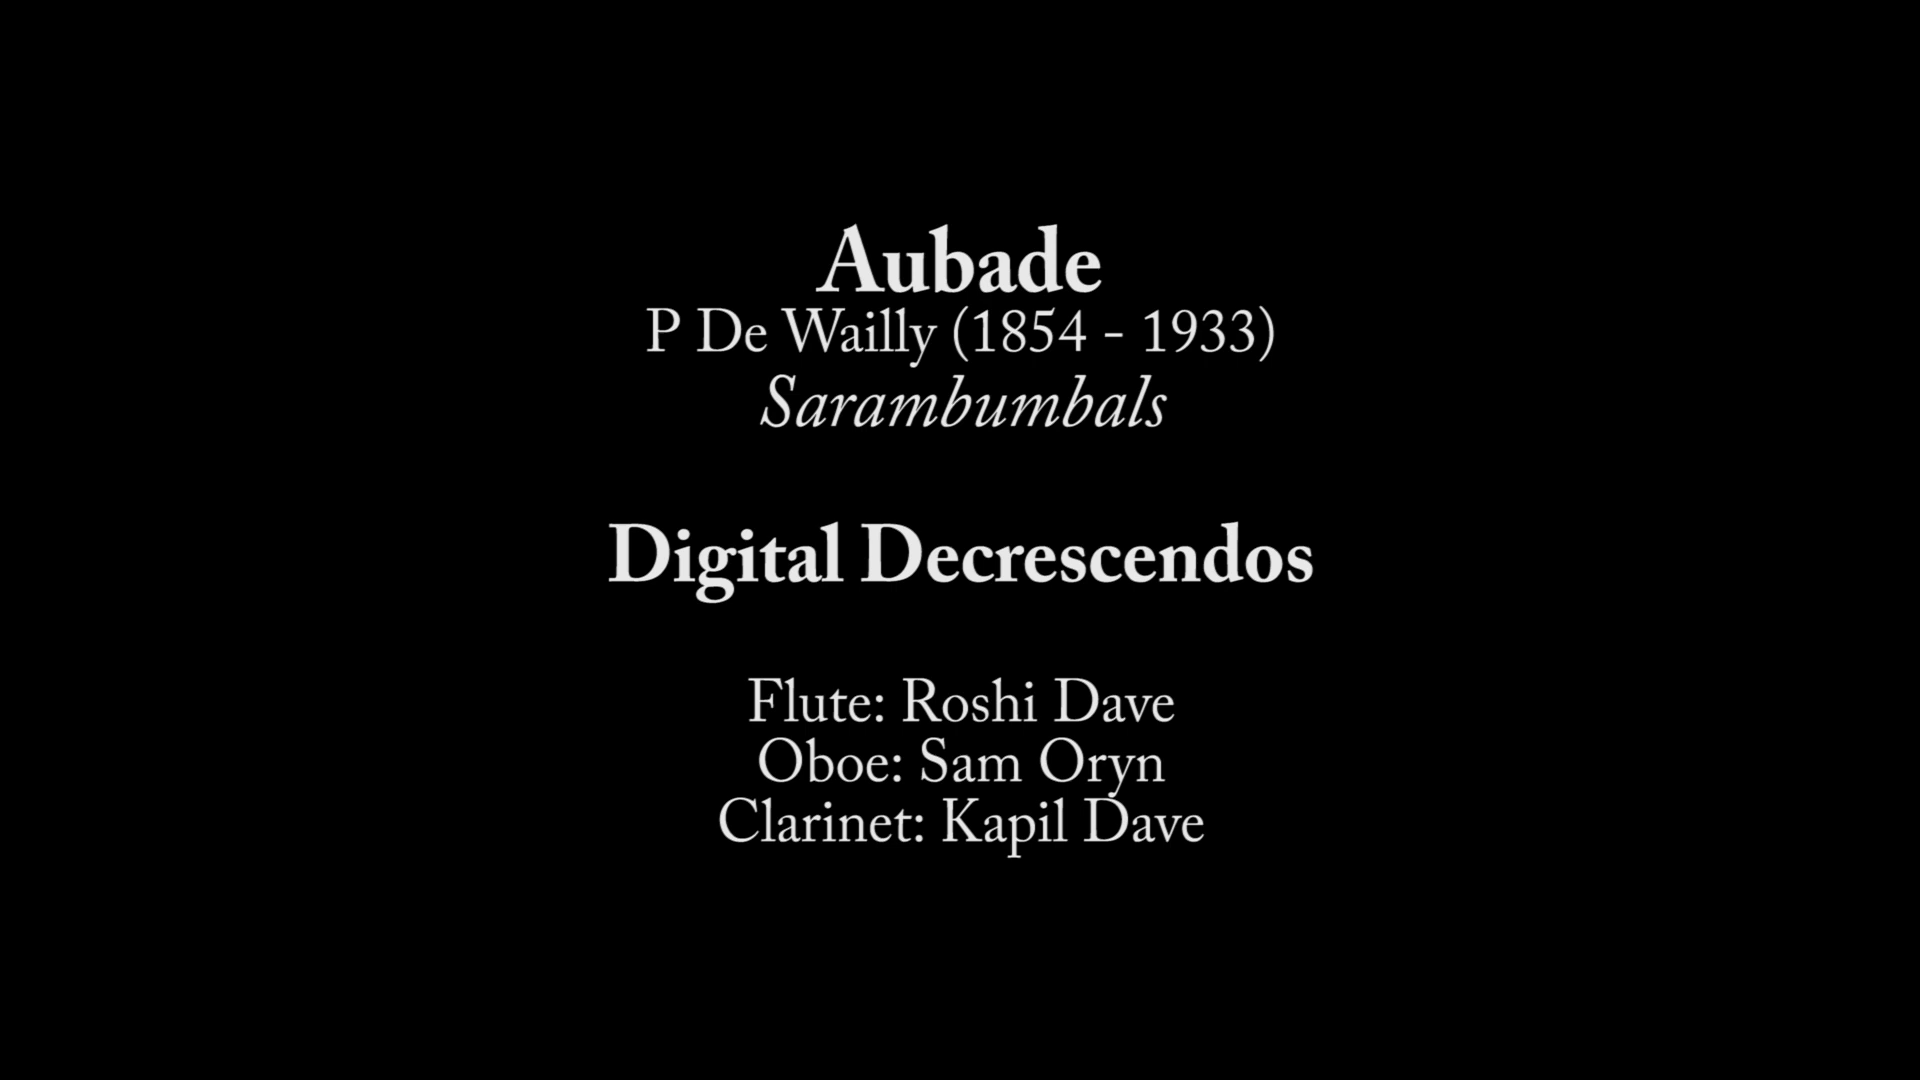 Aubade
P De Wailly (1854 - 1933)
Sarambumbals
Digital Decrescendos
Flute: Roshi Dave
Oboe: Sam Oryn
Clarinet: Kapil Dave